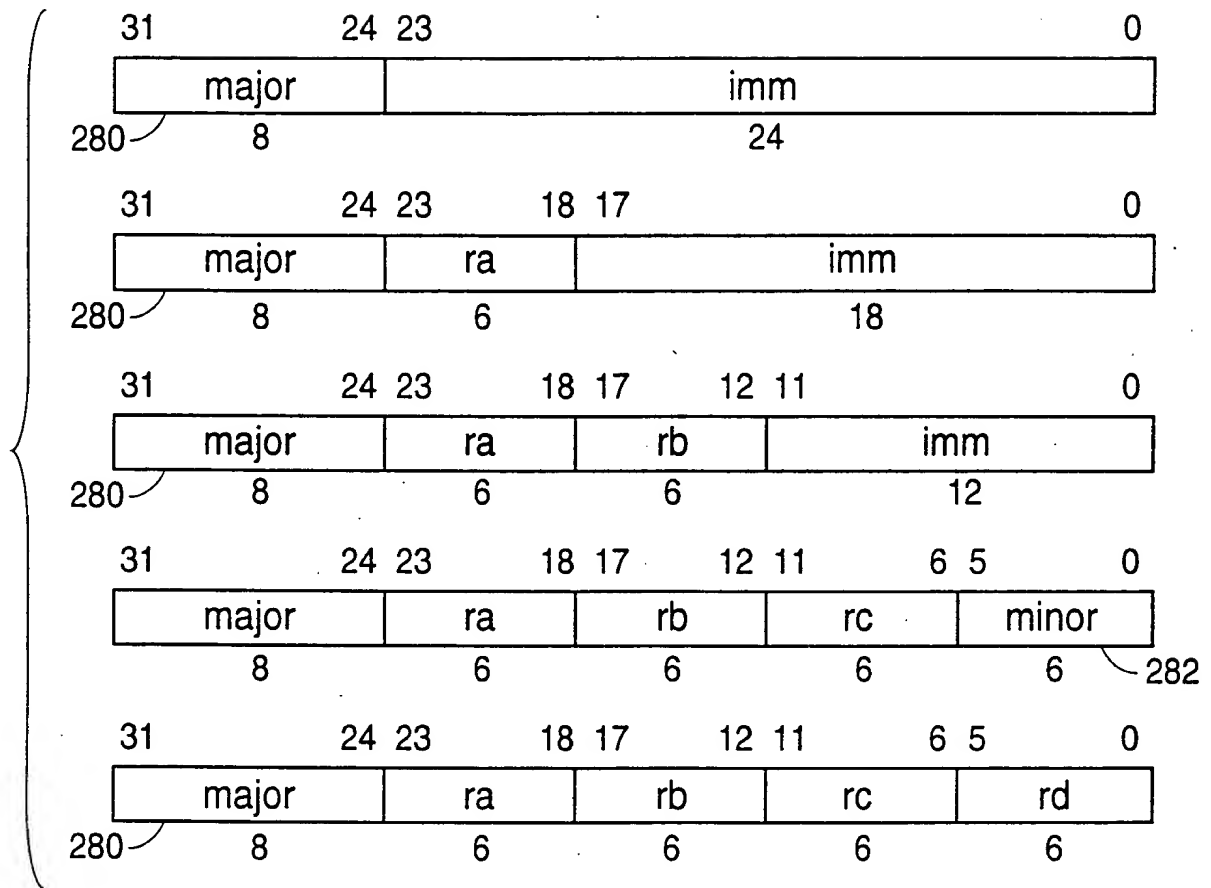 31 24 23 0
major imm
280 8 24
31 24 23 18 17 0
major ra imm
280 8 6 18
31 24 23 18 17 12 11 0
major ra rb imm
280 8 6 6 12
31 24 23 18 17 12 11 6 5 0
major ra rb rc minor
8 6 6 6 6 282
31 24 23 18 17 12 11 6 5 0
major ra rb rc rd
280 8 6 6 6 6